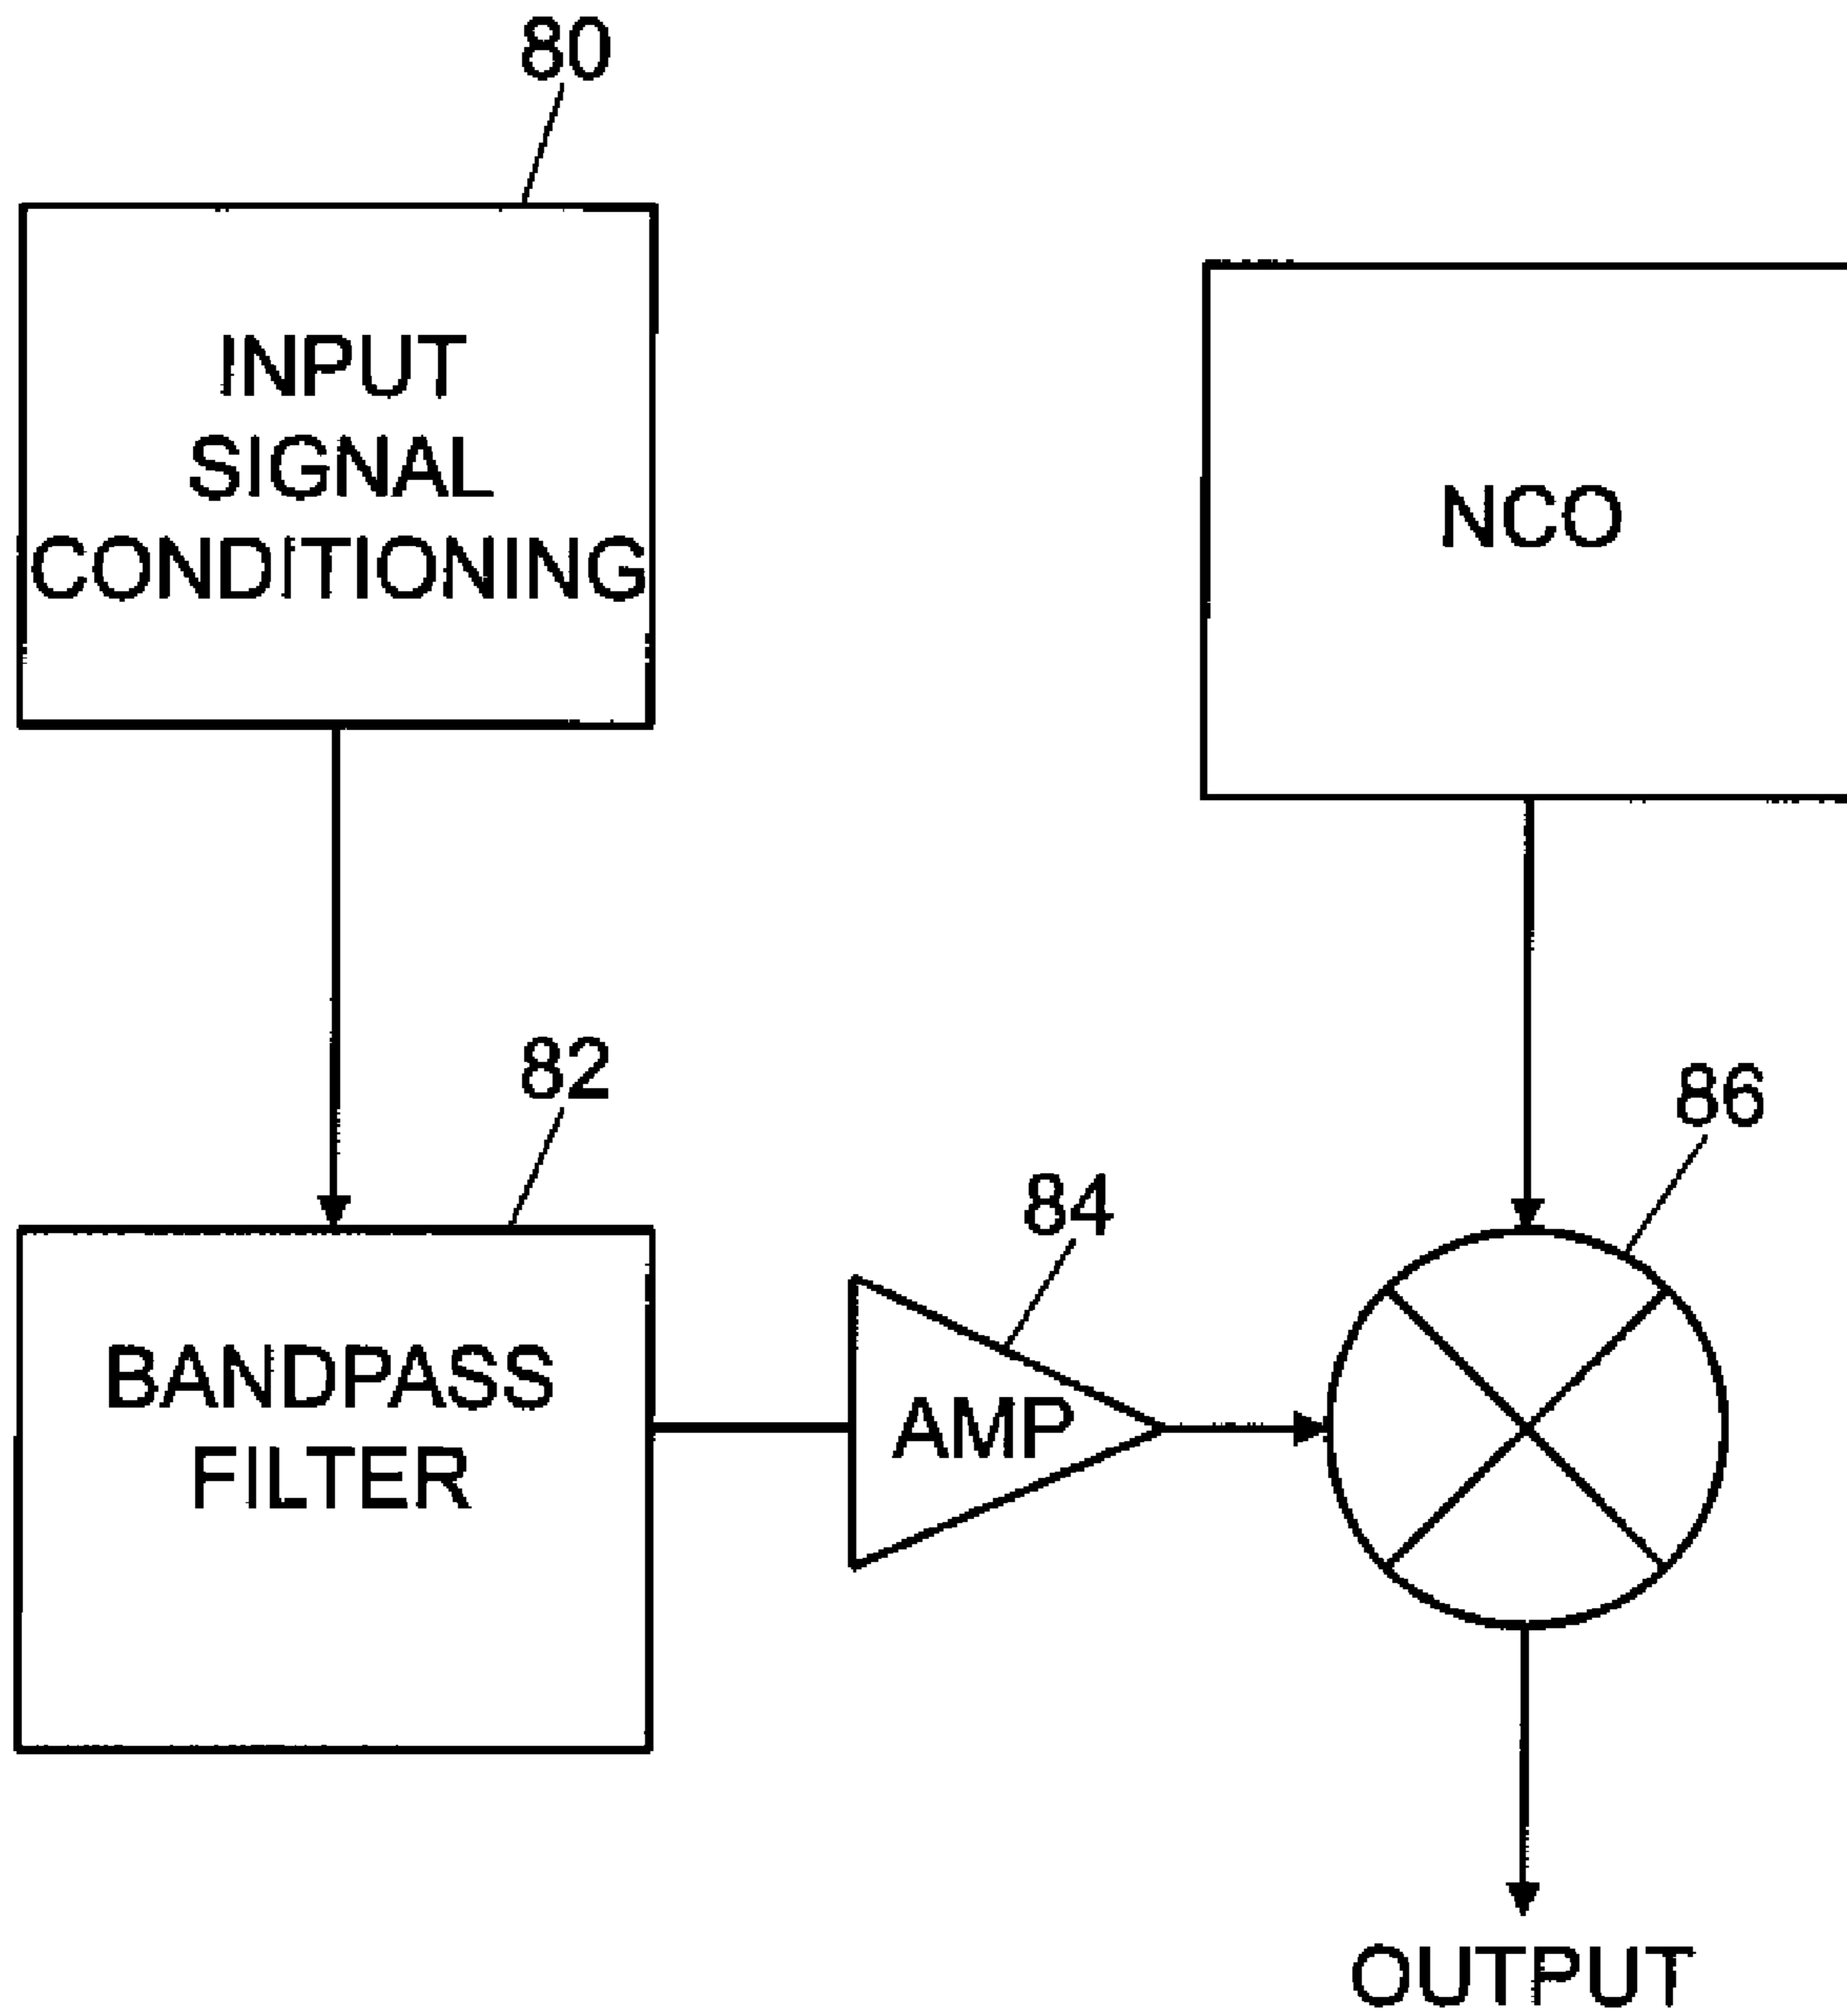 80
INPUT
SIGNAL
CONDITIONING
NCO
82
BANDPASS
FILTER
84
AMP
86
OUTPUT